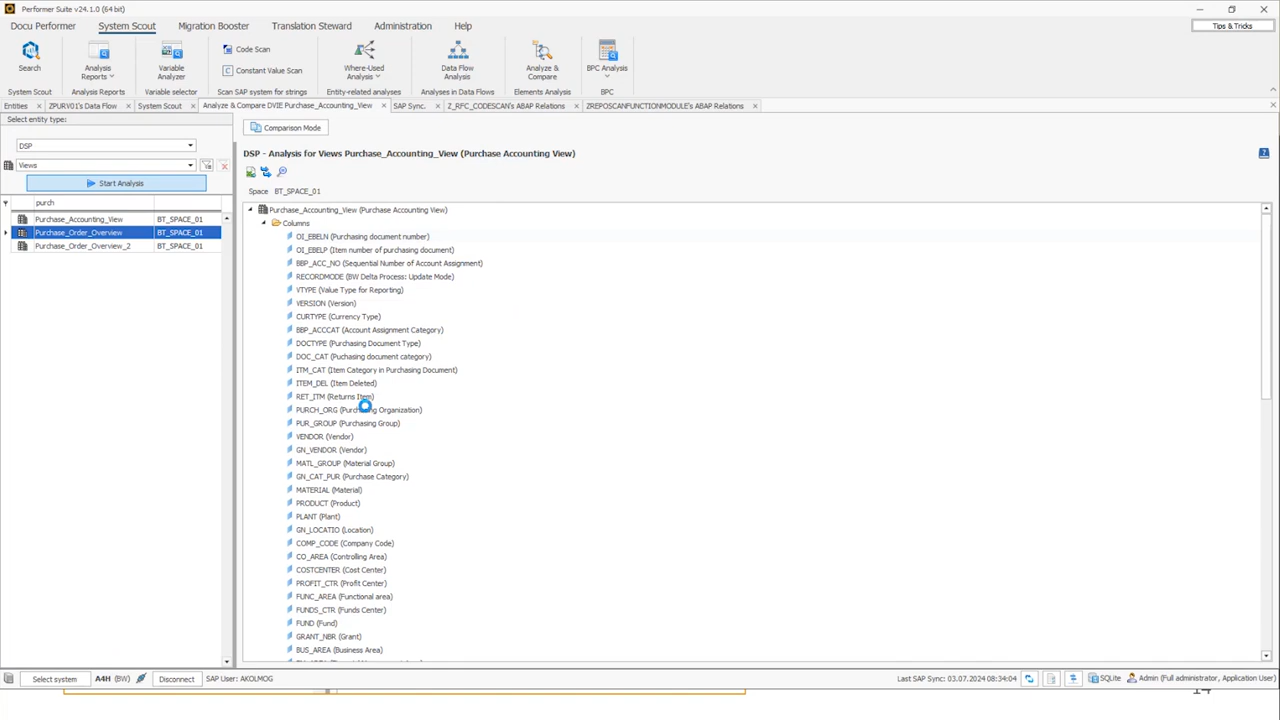 Performer Suite v24.1.0 (64 bit)
Docu Performer System Scout Migration Booster Translation Steward Administration Help Tips & Tricks
Search Analysis Reports Variable Analyzer Code Scan Constant Value Scan Where-Used Analysis Data Flow Analysis Analyze & Compare BPC Analysis
System Scout Analysis Reports Variable selector Scan SAP system for strings Entity-related analyses Analyses in Data Flows Elements Analysis BPC
Entities ZPURV01's Data Flow System Scout Analyze & Compare DVIE Purchase_Accounting_View SAP Sync. Z_RFC_CODESCAN's ABAP Relations ZREPOSCANFUNCTIONMODULE's ABAP Relations
Select entity type:
DSP
Views
Start Analysis
purch
Purchase_Accounting_View BT_SPACE_01
Purchase_Order_Overview BT_SPACE_01
Purchase_Order_Overview_2 BT_SPACE_01
Comparison Mode
DSP - Analysis for Views Purchase_Accounting_View (Purchase Accounting View)
Space BT_SPACE_01
Purchase_Accounting_View (Purchase Accounting View)
Columns
OI_EBELN (Purchasing document number)
OI_EBELP (Item number of purchasing document)
BBP_ACC_NO (Sequential Number of Account Assignment)
RECORDMODE (BW Delta Process: Update Mode)
VTYPE (Value Type for Reporting)
VERSION (Version)
CURTYPE (Currency Type)
BBP_ACCCAT (Account Assignment Category)
DOCTYPE (Purchasing Document Type)
DOC_CAT (Puchasing document category)
ITM_CAT (Item Category in Purchasing Document)
ITEM_DEL (Item Deleted)
RET_ITM (Returns Item)
PURCH_ORG (Purchasing Organization)
PUR_GROUP (Purchasing Group)
VENDOR (Vendor)
GN_VENDOR (Vendor)
MATL_GROUP (Material Group)
GN_CAT_PUR (Purchase Category)
MATERIAL (Material)
PRODUCT (Product)
PLANT (Plant)
GN_LOCATIO (Location)
COMP_CODE (Company Code)
CO_AREA (Controlling Area)
COSTCENTER (Cost Center)
PROFIT_CTR (Profit Center)
FUNC_AREA (Functional area)
FUNDS_CTR (Funds Center)
FUND (Fund)
GRANT_NBR (Grant)
BUS_AREA (Business Area)
Select system A4H (BW) Disconnect SAP User: AKOLMOG Last SAP Sync: 03.07.2024 08:34:04 SQLite Admin (Full administrator, Application User)
14